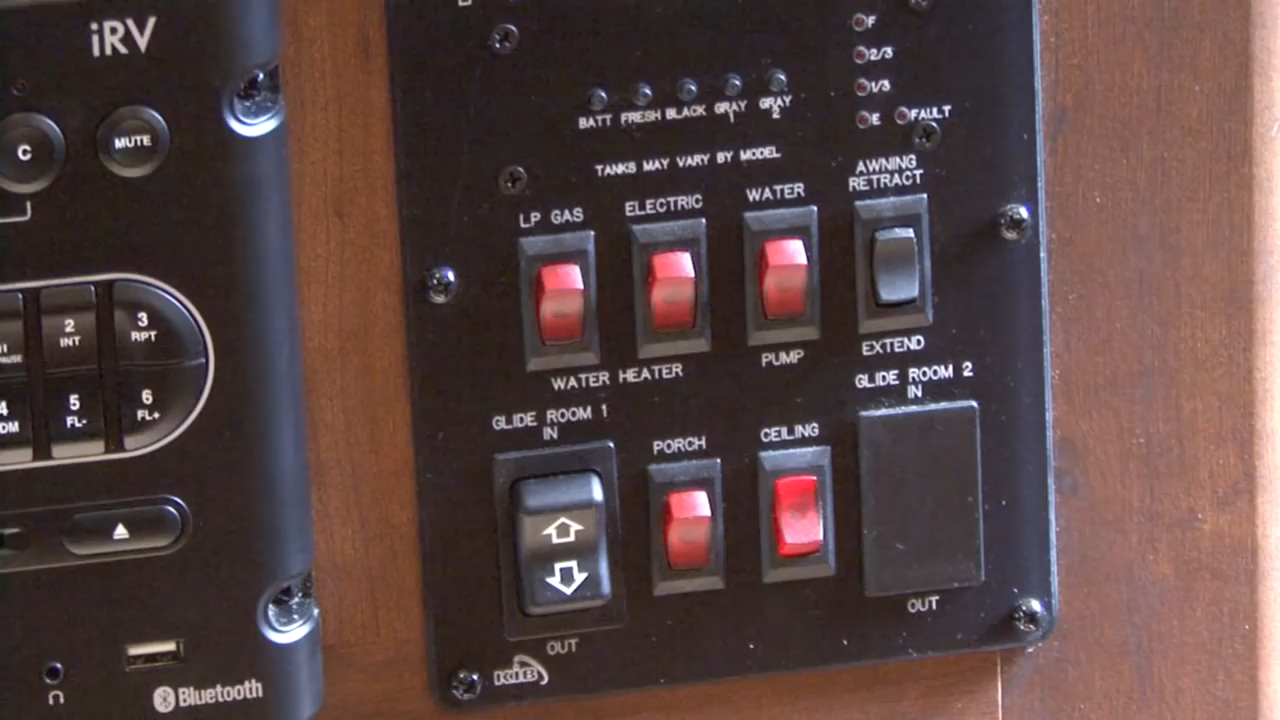 iRV
C
MUTE
2
INT
3
RPT
4
5
FL-
6
FL+
Bluetooth
F
2/3
1/3
E
FAULT
BATT
FRESH
BLACK
GRAY
1
GRAY
2
TANKS MAY VARY BY MODEL
LP GAS
ELECTRIC
WATER
AWNING
RETRACT
WATER HEATER
PUMP
EXTEND
GLIDE ROOM 1
IN
PORCH
CEILING
GLIDE ROOM 2
IN
OUT
OUT
KIB